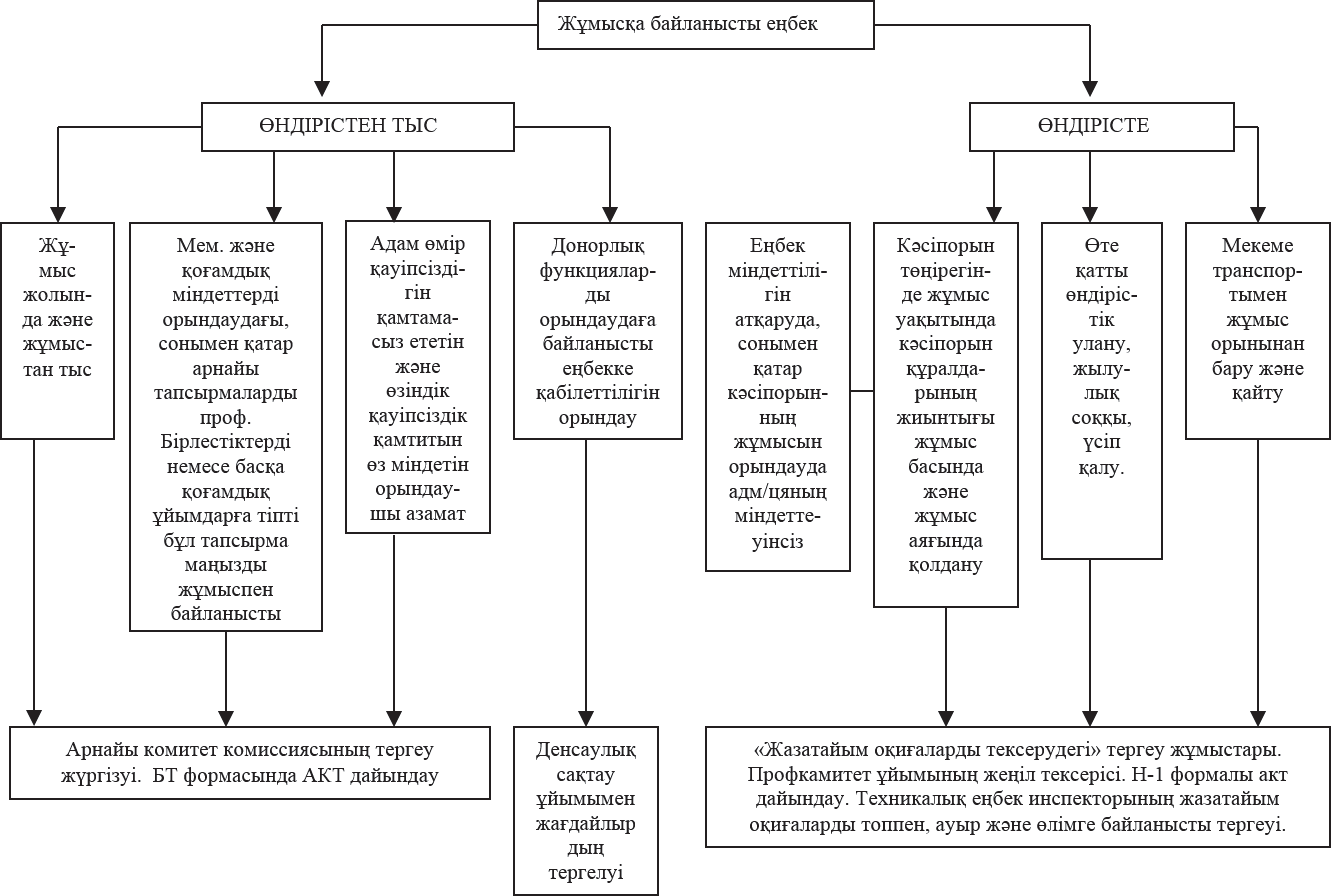 Жұмысқа байланысты еңбек
ӨНДІРІСТЕН ТЫС
ӨНДІРІСТЕ
Жұ-
мыс
жолын-
да және
жұмыс-
тан тыс
Мем. және
қоғамдық
міндеттерді
орындаудағы,
сонымен қатар
арнайы
тапсырмаларды
проф.
Бірлестіктерді
немесе басқа
қоғамдық
ұйымдарға тіпті
бұл тапсырма
маңызды
жұмыспен
байланысты
Адам өмір
қауіпсізді-
гін
қамтама-
сыз ететін
және
өзіндік
қауіпсіздік
қамтитын
өз міндетін
орындау-
шы азамат
Донорлық
функциялар-
ды
орындаудаға
байланысты
еңбекке
қабілеттілігін
орындау
Еңбек
міндеттілі-
гін
атқаруда,
сонымен
қатар
кәсіпорын-
ның
жұмысын
орындауда
адм/цяның
міндетте-
уінсіз
Кәсіпорын
төңірегін-
де жұмыс
уақытында
кәсіпорын
құралда-
рының
жиынтығы
жұмыс
басында
және
жұмыс
аяғында
қолдану
Өте
қатты
өндіріс-
тік
улану,
жылу-
лық
соққы,
үсіп
қалу.
Мекеме
транспор-
тымен
жұмыс
орынынан
бару және
қайту
Арнайы комитет комиссиясының тергеу
жүргізуі. БТ формасында АКТ дайындау
Денсаулық
сақтау
ұйымымен
жағдайлыр
дың
тергелуі
«Жазатайым оқиғаларды тексерудегі» тергеу жұмыстары.
Профкамитет ұйымының жеңіл тексерісі. Н-1 формалы акт
дайындау. Техникалық еңбек инспекторының жазатайым
оқиғаларды топпен, ауыр және өлімге байланысты тергеуі.